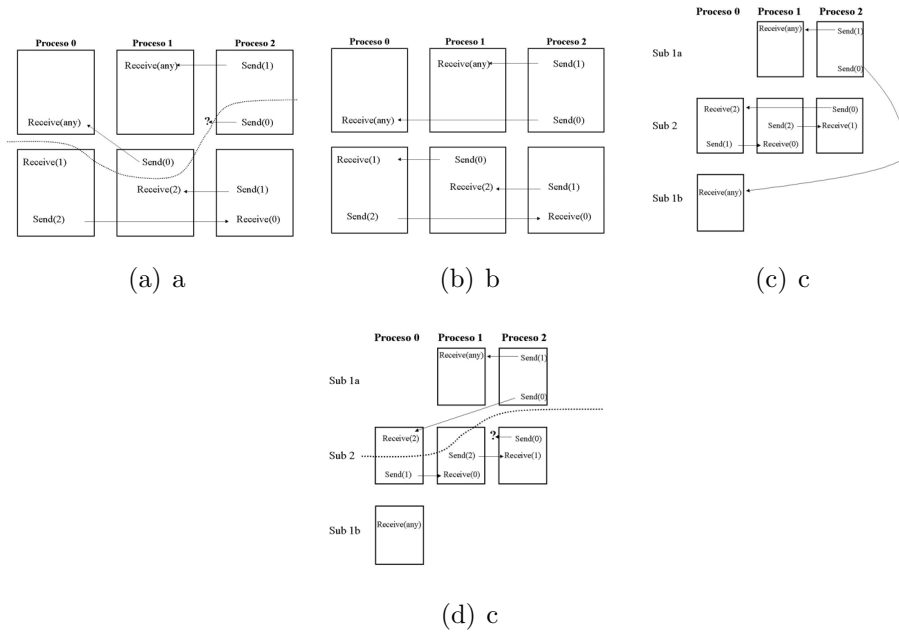 Proceso 0 Proceso 1 Proceso 2
Receive(any) Send(1)
Receive(any) ? Send(0)
Receive(1) Send(0)
Receive(2) Send(1)
Send(2) Receive(0)
(a) a
Proceso 0 Proceso 1 Proceso 2
Receive(any) Send(1)
Receive(any) Send(0)
Receive(1) Send(0)
Receive(2) Send(1)
Send(2) Receive(0)
(b) b
Proceso 0 Proceso 1 Proceso 2
Sub 1a Receive(any) Send(1)
Send(0)
Receive(2) Send(0)
Sub 2 Send(2) Receive(1)
Send(1) Receive(0)
Sub 1b Receive(any)
(c) c
Proceso 0 Proceso 1 Proceso 2
Receive(any) Send(1)
Sub 1a
Send(0)
Receive(2) ? Send(0)
Sub 2 Send(2) Receive(1)
Send(1) Receive(0)
Receive(any)
Sub 1b
(d) c